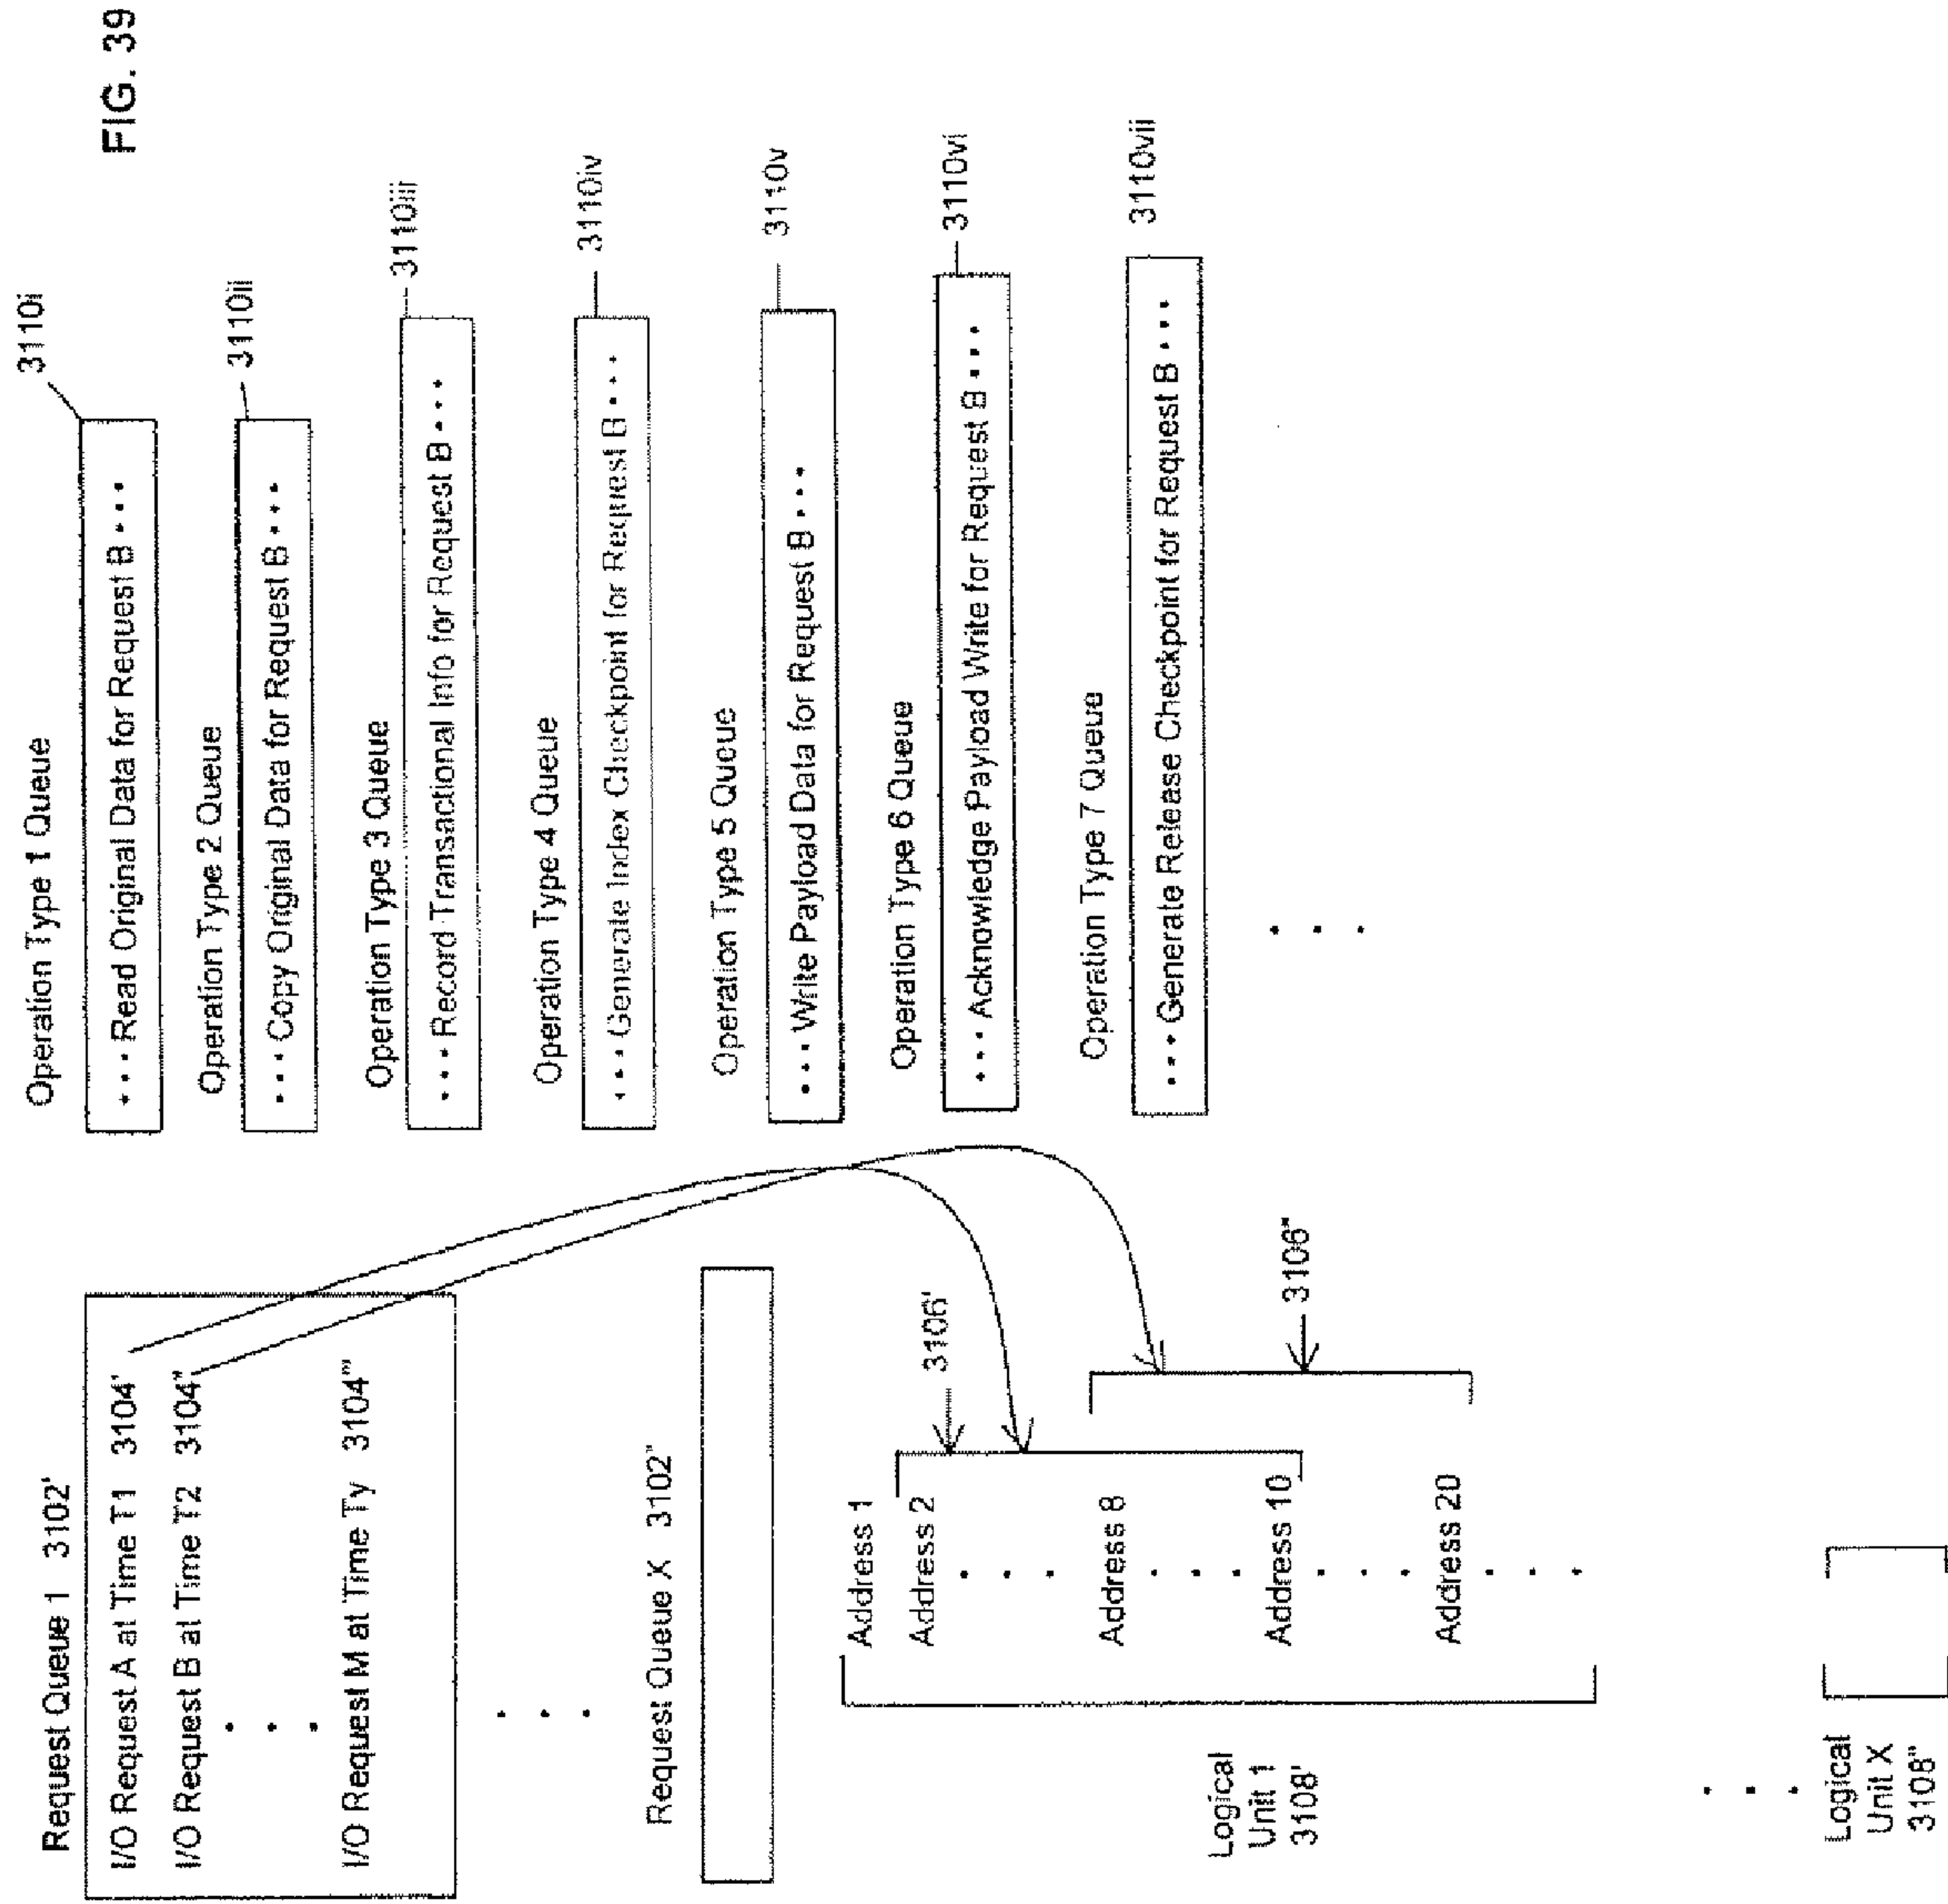 FIG. 39
Request Queue 1 3102'
I/O Request A at Time T1 3104'
I/O Request B at Time T2 3104"
I/O Request M at Time Ty 3104"'
Request Queue X 3102"
Address 1
Address 2
Address 8
Address 10
Address 20
3106'
3106"
Logical
Unit 1
3108'
Logical
Unit X
3108"
Operation Type 1 Queue
3110i
• • • Read Original Data for Request B • • •
Operation Type 2 Queue
3110ii
• • • Copy Original Data for Request B • • •
Operation Type 3 Queue
3110iii
• • • Record Transactional Info for Request B • • •
Operation Type 4 Queue
3110iv
• • • Generate Index Checkpoint for Request B • • •
Operation Type 5 Queue
3110v
• • • Write Payload Data for Request B • • •
Operation Type 6 Queue
3110vi
• • • Acknowledge Payload Write for Request B • • •
Operation Type 7 Queue
3110vii
• • • Generate Release Checkpoint for Request B • • •